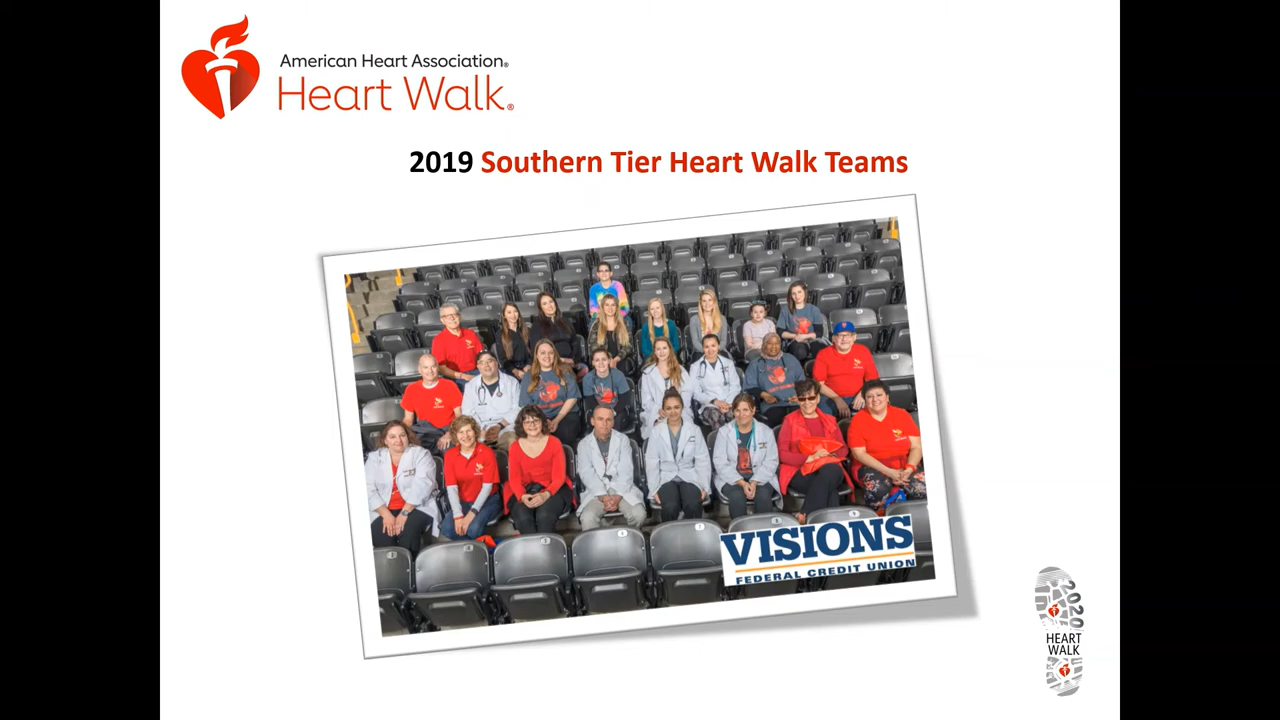 American Heart Association®
Heart Walk®
2019 Southern Tier Heart Walk Teams
VISIONS
FEDERAL CREDIT UNION
2020
HEART
WALK